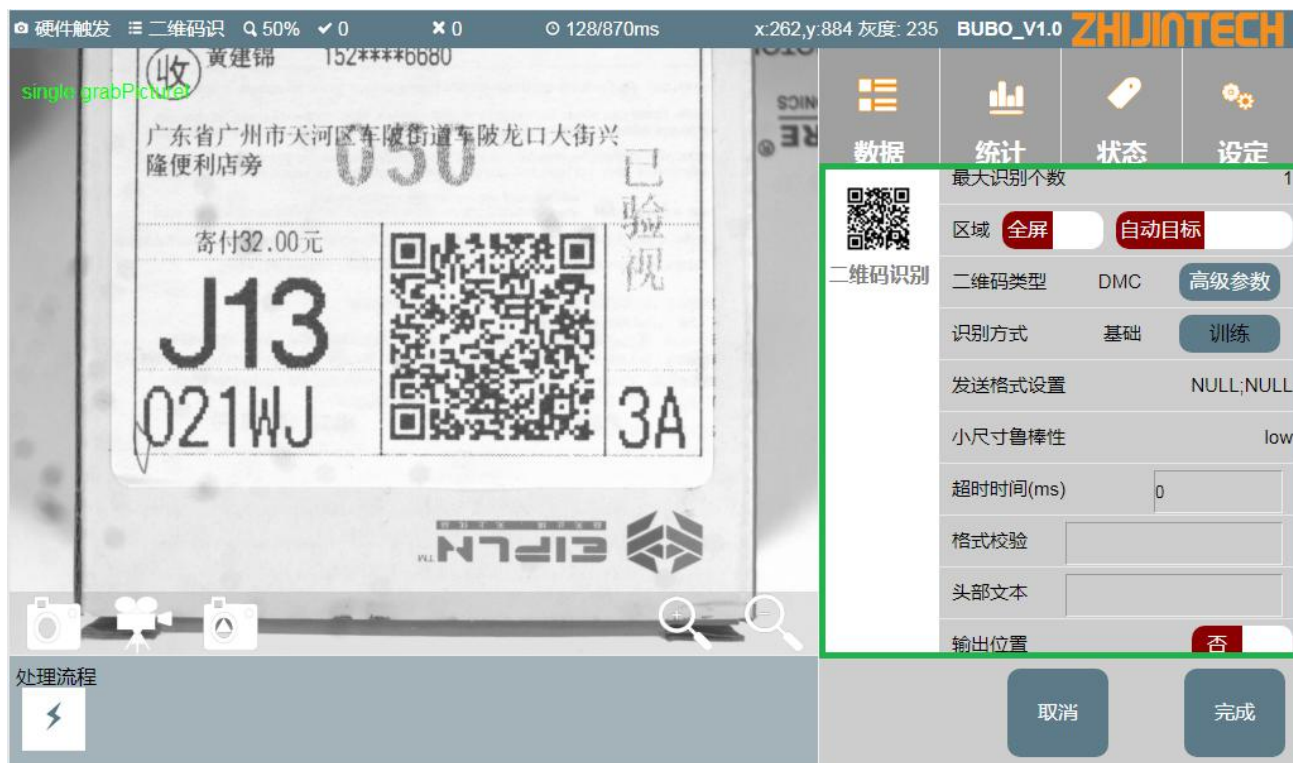 硬件触发 二维码识 50% 0 0 128/870ms x:262,y:884 灰度: 235 BUBO_V1.0 ZHIJINTECH
收 黄建锦 152****6680
single grabPicture!
广东省广州市天河区车陂街道车陂龙口大街兴
隆便利店旁
050
已验视
寄付32.00元
J13
021WJ
3A
EIPLN™
数据 统计 状态 设定
二维码识别
最大识别个数 1
区域 全屏 自动目标
二维码类型 DMC 高级参数
识别方式 基础 训练
发送格式设置 NULL;NULL
小尺寸鲁棒性 low
超时时间(ms) 0
格式校验
头部文本
输出位置 否
处理流程
取消 完成